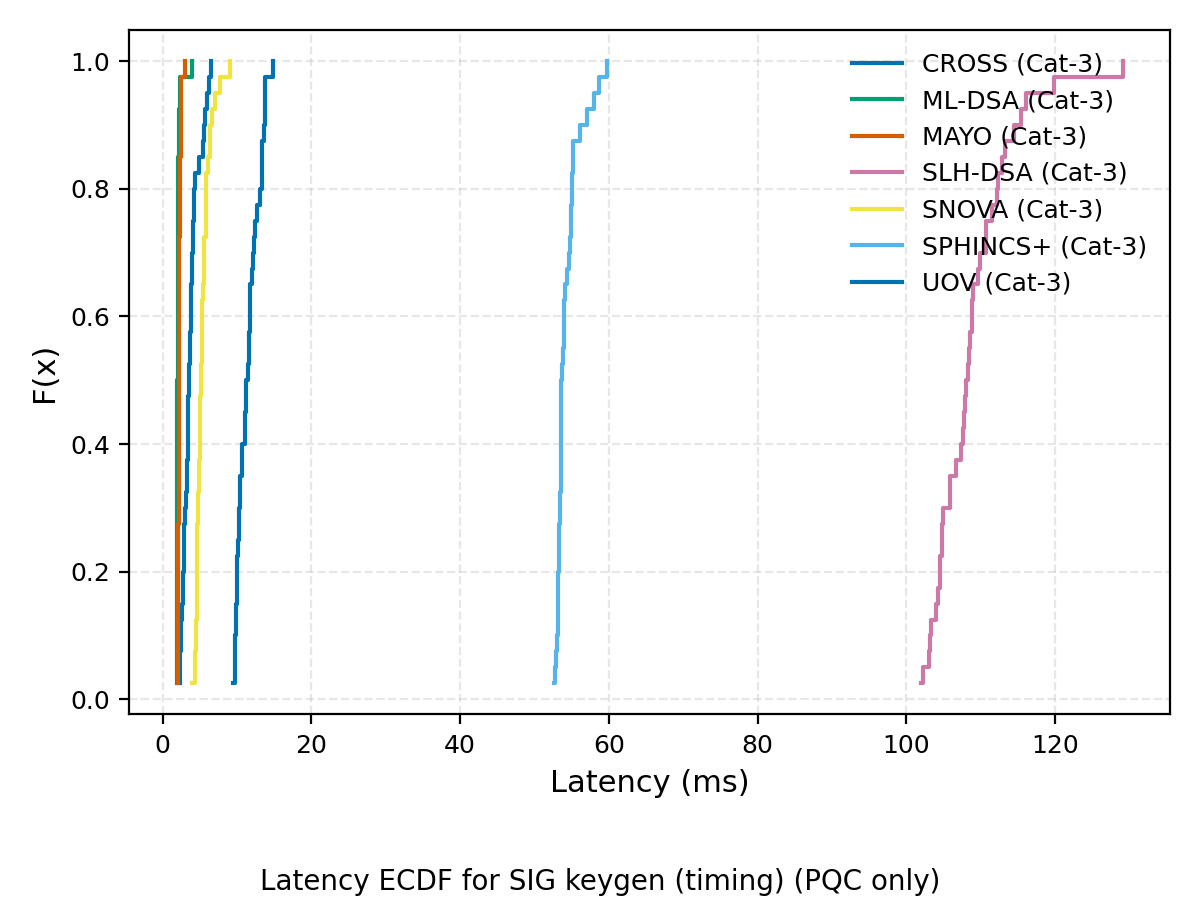 1.0
0.8
0.6
0.4
0.2
0.0
F(x)
CROSS (Cat-3)
ML-DSA (Cat-3)
MAYO (Cat-3)
SLH-DSA (Cat-3)
SNOVA (Cat-3)
SPHINCS+ (Cat-3)
UOV (Cat-3)
0 20 40 60 80 100 120
Latency (ms)
Latency ECDF for SIG keygen (timing) (PQC only)